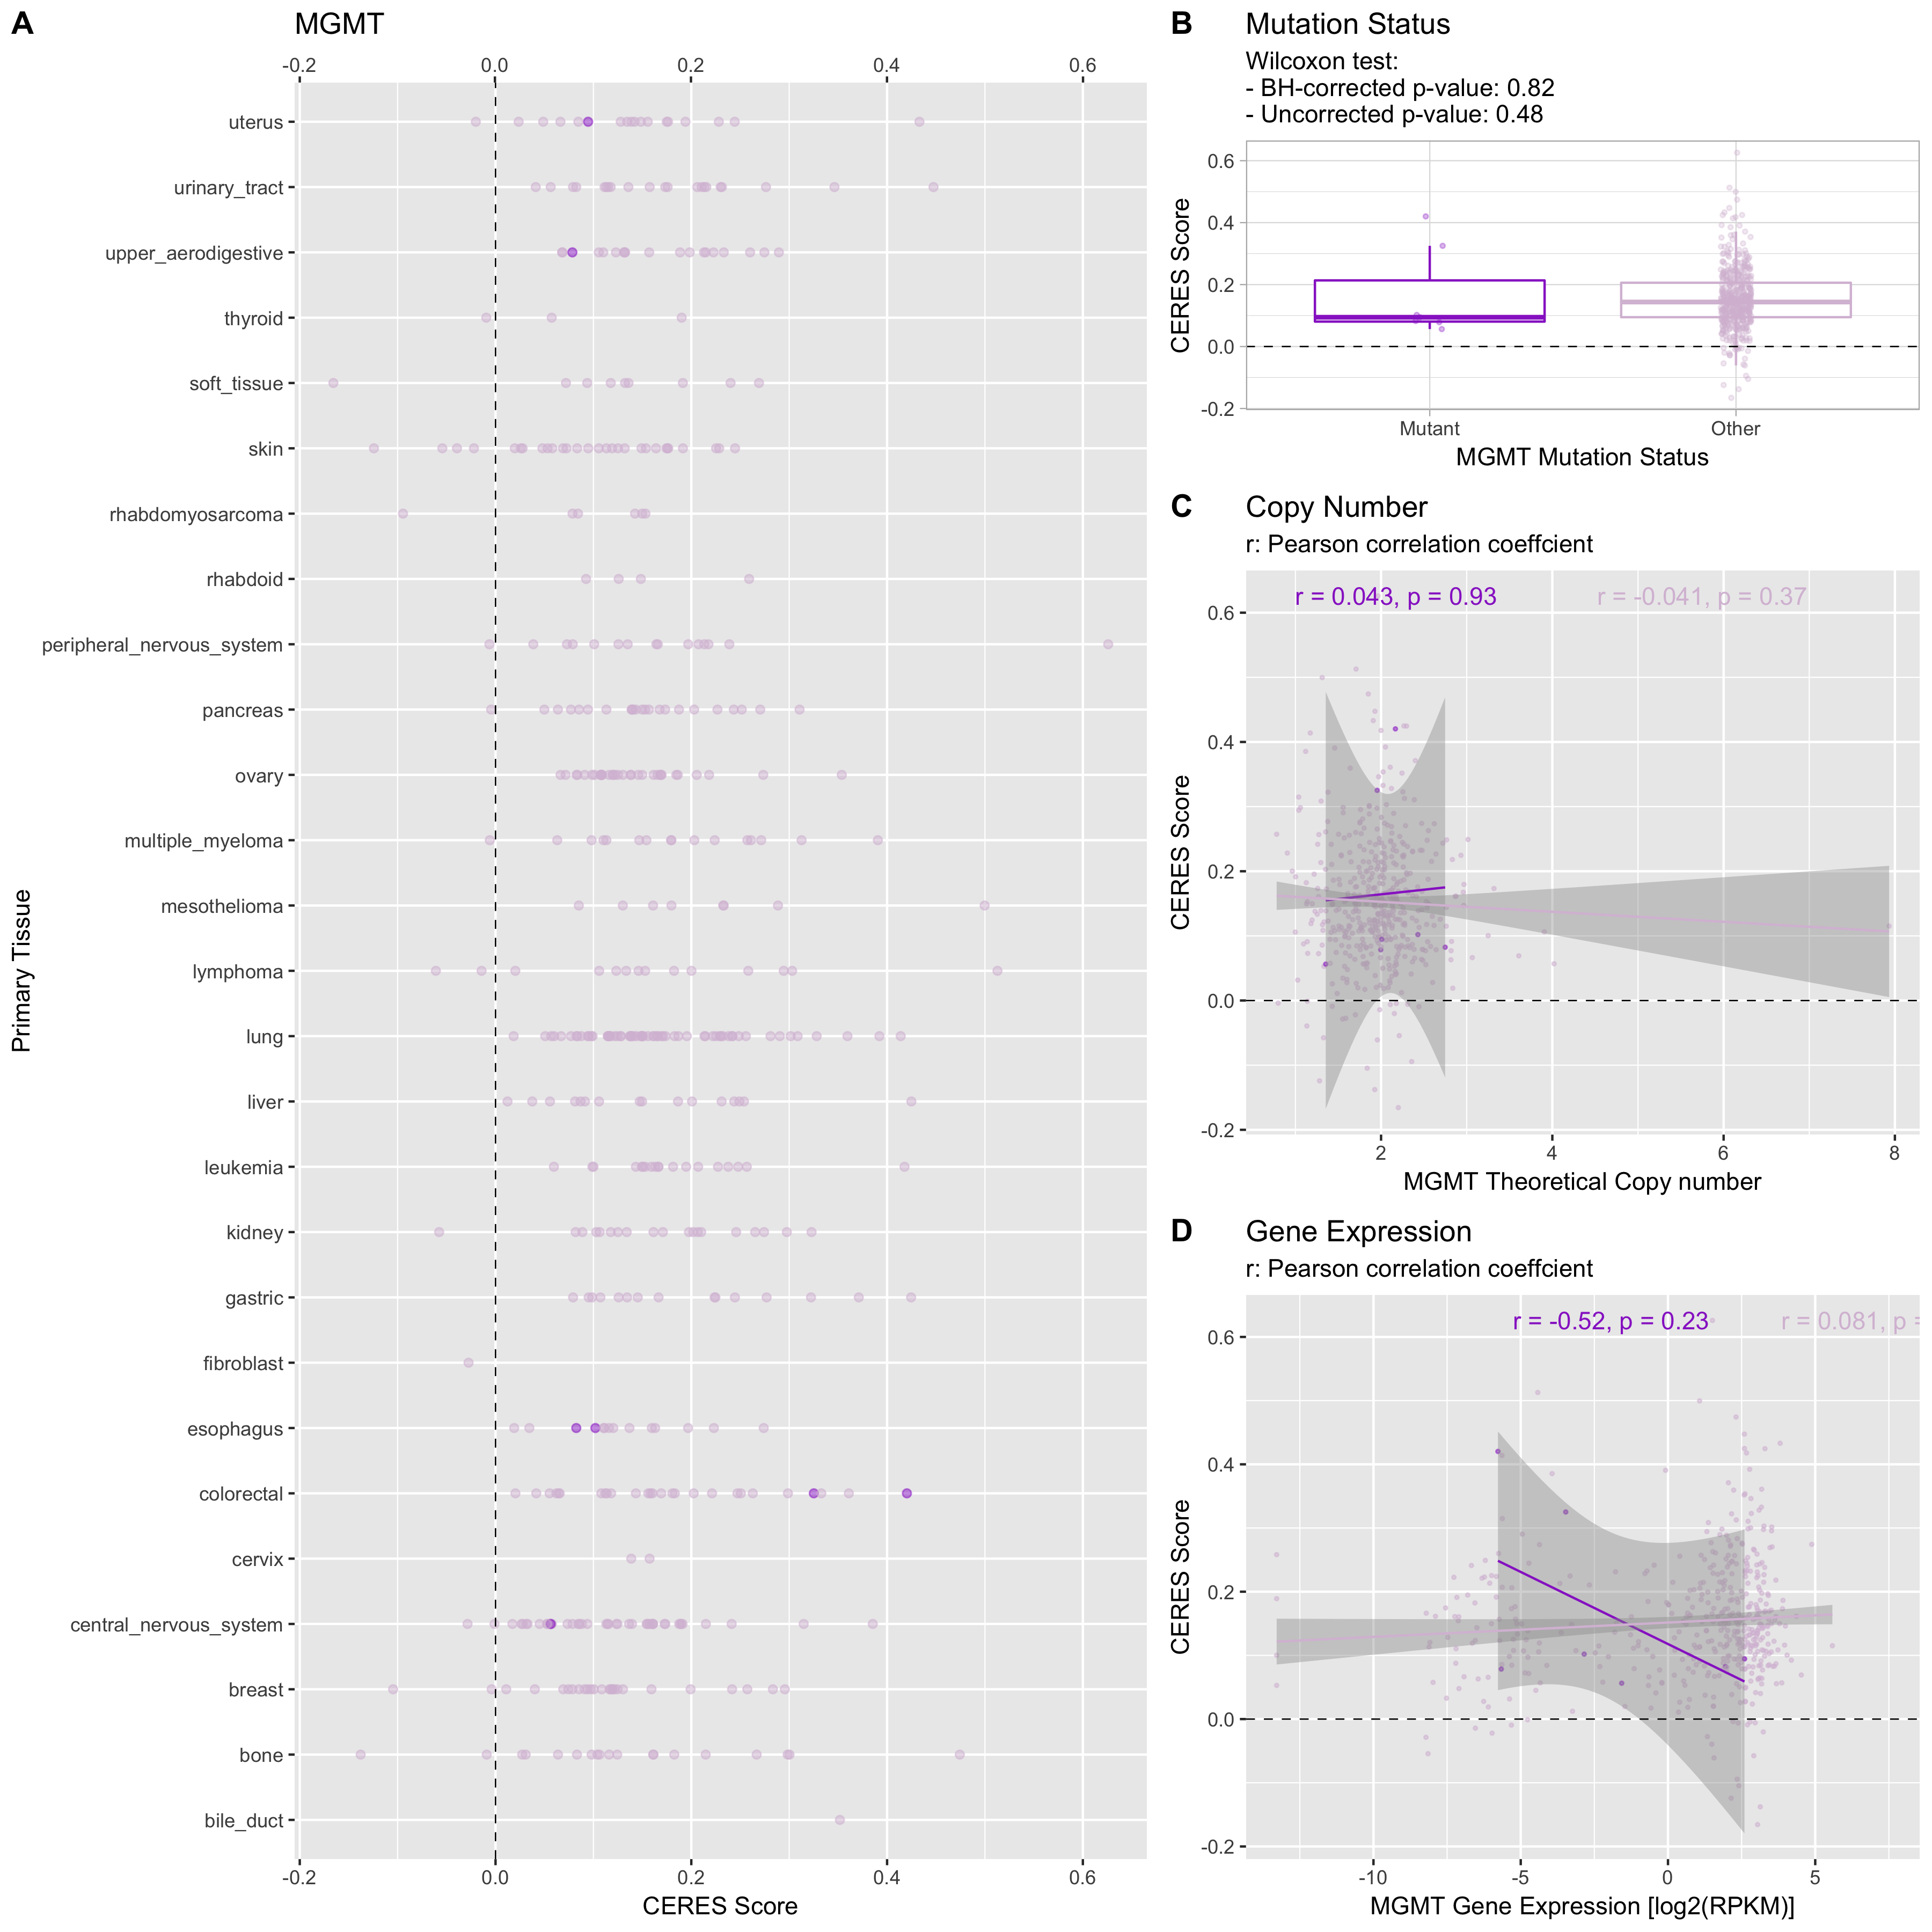 A
MGMT
-0.2 0.0 0.2 0.4 0.6
Primary Tissue
uterus
urinary_tract
upper_aerodigestive
thyroid
soft_tissue
skin
rhabdomyosarcoma
rhabdoid
peripheral_nervous_system
pancreas
ovary
multiple_myeloma
mesothelioma
lymphoma
lung
liver
leukemia
kidney
gastric
fibroblast
esophagus
colorectal
cervix
central_nervous_system
breast
bone
bile_duct
-0.2 0.0 0.2 0.4 0.6
CERES Score
B
Mutation Status
Wilcoxon test:
- BH-corrected p-value: 0.82
- Uncorrected p-value: 0.48
CERES Score
0.6
0.4
0.2
0.0
-0.2
Mutant Other
MGMT Mutation Status
C
Copy Number
r: Pearson correlation coeffcient
r = 0.043, p = 0.93 r = -0.041, p = 0.37
CERES Score
0.6
0.4
0.2
0.0
-0.2
2 4 6 8
MGMT Theoretical Copy number
D
Gene Expression
r: Pearson correlation coeffcient
r = -0.52, p = 0.23 r = 0.081, p =
CERES Score
0.6
0.4
0.2
0.0
-0.2
-10 -5 0 5
MGMT Gene Expression [log2(RPKM)]